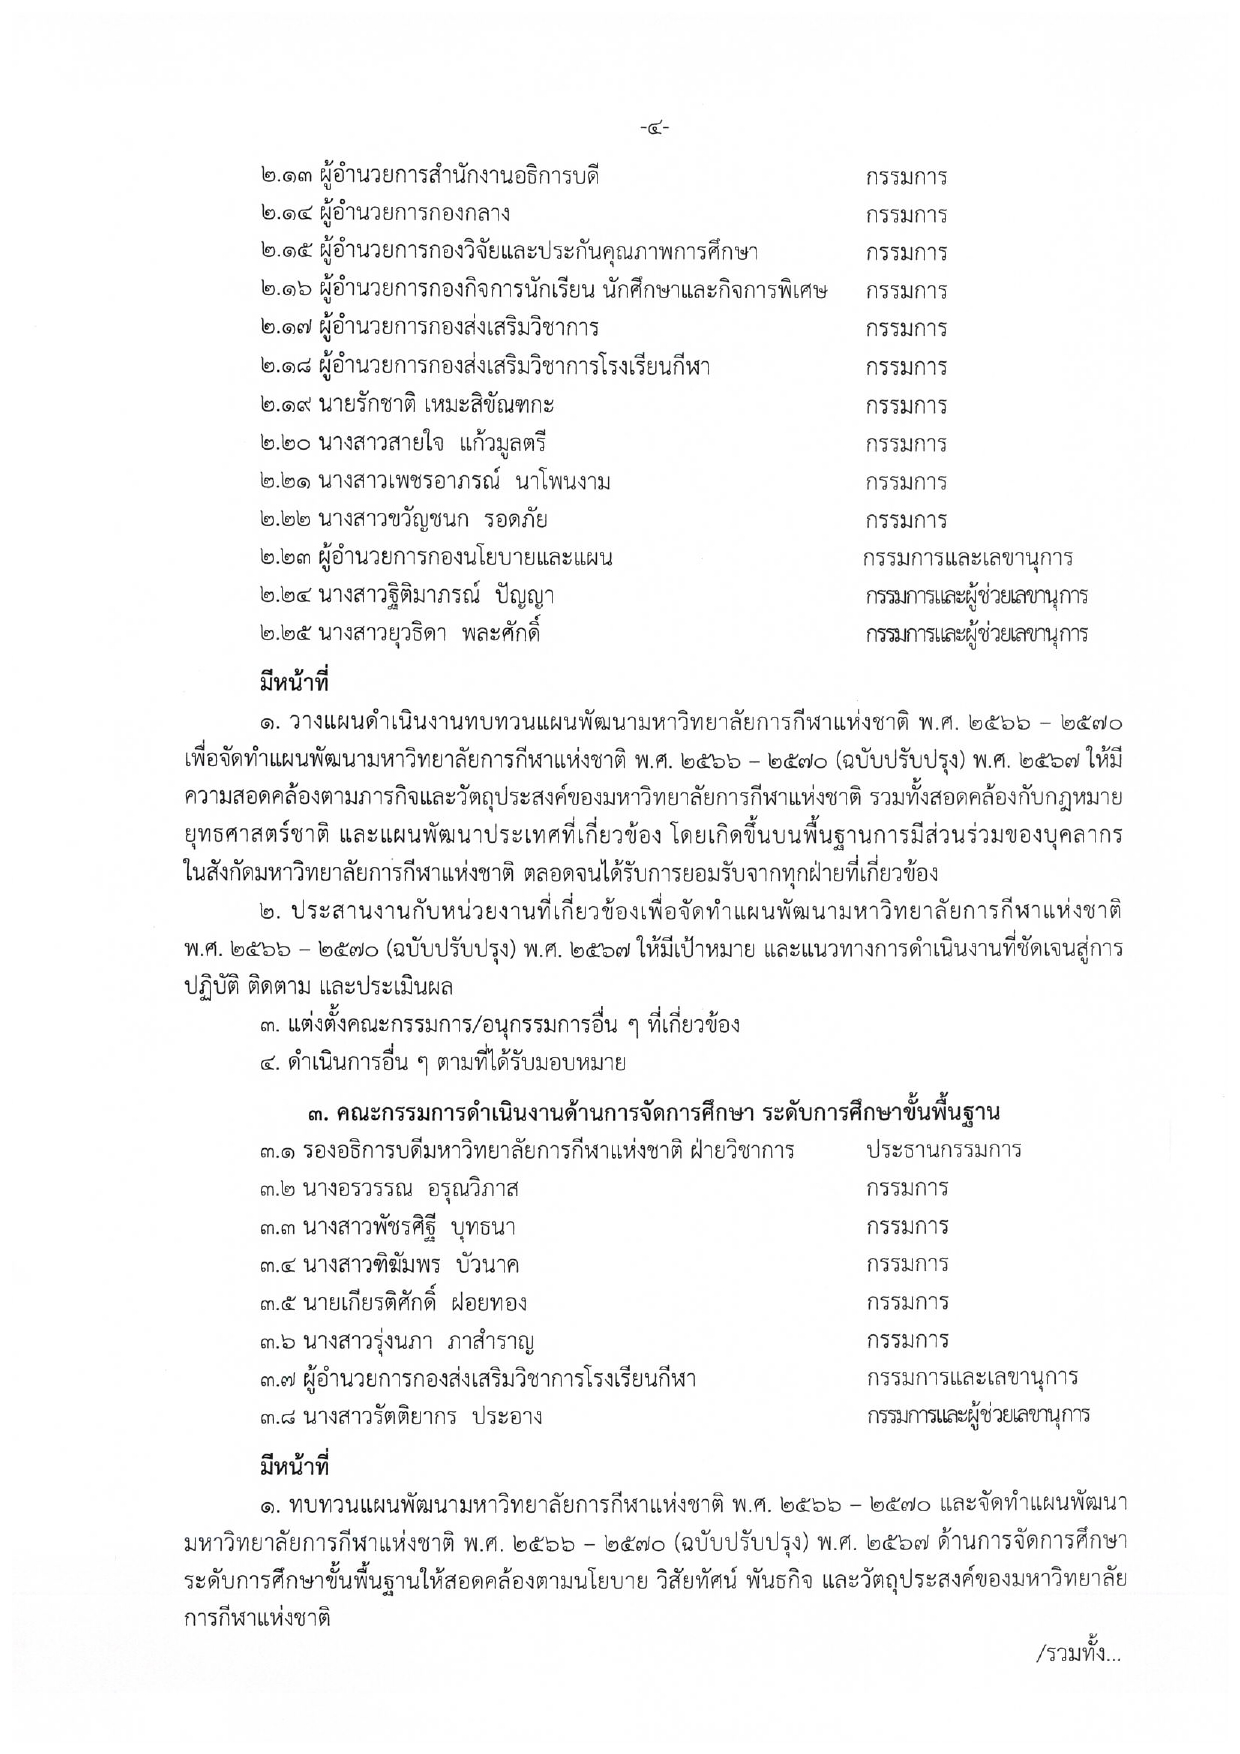 -๔-
๒.๑๓ ผู้อำนวยการสำนักงานอธิการบดี กรรมการ
๒.๑๔ ผู้อำนวยการกองกลาง กรรมการ
๒.๑๕ ผู้อำนวยการกองวิจัยและประกันคุณภาพการศึกษา กรรมการ
๒.๑๖ ผู้อำนวยการกองกิจการนักเรียน นักศึกษาและกิจการพิเศษ กรรมการ
๒.๑๗ ผู้อำนวยการกองส่งเสริมวิชาการ กรรมการ
๒.๑๘ ผู้อำนวยการกองส่งเสริมวิชาการโรงเรียนกีฬา กรรมการ
๒.๑๙ นายรักชาติ เหมะสิขัณฑกะ กรรมการ
๒.๒๐ นางสาวสายใจ แก้วมูลตรี กรรมการ
๒.๒๑ นางสาวเพชรอาภรณ์ นาโพนงาม กรรมการ
๒.๒๒ นางสาวขวัญชนก รอดภัย กรรมการ
๒.๒๓ ผู้อำนวยการกองนโยบายและแผน กรรมการและเลขานุการ
๒.๒๔ นางสาวฐิติมาภรณ์ ปัญญา กรรมการและผู้ช่วยเลขานุการ
๒.๒๕ นางสาวยุวธิดา พละศักดิ์ กรรมการและผู้ช่วยเลขานุการ
มีหน้าที่
๑. วางแผนดำเนินงานทบทวนแผนพัฒนามหาวิทยาลัยการกีฬาแห่งชาติ พ.ศ. ๒๕๖๖ – ๒๕๗๐
เพื่อจัดทำแผนพัฒนามหาวิทยาลัยการกีฬาแห่งชาติ พ.ศ. ๒๕๖๖ – ๒๕๗๐ (ฉบับปรับปรุง) พ.ศ. ๒๕๖๗ ให้มี
ความสอดคล้องตามภารกิจและวัตถุประสงค์ของมหาวิทยาลัยการกีฬาแห่งชาติ รวมทั้งสอดคล้องกับกฎหมาย
ยุทธศาสตร์ชาติ และแผนพัฒนาประเทศที่เกี่ยวข้อง โดยเกิดขึ้นบนพื้นฐานการมีส่วนร่วมของบุคลากร
ในสังกัดมหาวิทยาลัยการกีฬาแห่งชาติ ตลอดจนได้รับการยอมรับจากทุกฝ่ายที่เกี่ยวข้อง
๒. ประสานงานกับหน่วยงานที่เกี่ยวข้องเพื่อจัดทำแผนพัฒนามหาวิทยาลัยการกีฬาแห่งชาติ
พ.ศ. ๒๕๖๖ – ๒๕๗๐ (ฉบับปรับปรุง) พ.ศ. ๒๕๖๗ ให้มีเป้าหมาย และแนวทางการดำเนินงานที่ชัดเจนสู่การ
ปฏิบัติ ติดตาม และประเมินผล
๓. แต่งตั้งคณะกรรมการ/อนุกรรมการอื่น ๆ ที่เกี่ยวข้อง
๔. ดำเนินการอื่น ๆ ตามที่ได้รับมอบหมาย
๓. คณะกรรมการดำเนินงานด้านการจัดการศึกษา ระดับการศึกษาขั้นพื้นฐาน
๓.๑ รองอธิการบดีมหาวิทยาลัยการกีฬาแห่งชาติ ฝ่ายวิชาการ ประธานกรรมการ
๓.๒ นางอรวรรณ อรุณวิภาส กรรมการ
๓.๓ นางสาวพัชรศิฐี บุทธนา กรรมการ
๓.๔ นางสาวฑิฆัมพร บัวนาค กรรมการ
๓.๕ นายเกียรติศักดิ์ ฝอยทอง กรรมการ
๓.๖ นางสาวรุ่งนภา ภาสำราญ กรรมการ
๓.๗ ผู้อำนวยการกองส่งเสริมวิชาการโรงเรียนกีฬา กรรมการและเลขานุการ
๓.๘ นางสาวรัตติยากร ประอาง กรรมการและผู้ช่วยเลขานุการ
มีหน้าที่
๑. ทบทวนแผนพัฒนามหาวิทยาลัยการกีฬาแห่งชาติ พ.ศ. ๒๕๖๖ – ๒๕๗๐ และจัดทำแผนพัฒนา
มหาวิทยาลัยการกีฬาแห่งชาติ พ.ศ. ๒๕๖๖ – ๒๕๗๐ (ฉบับปรับปรุง) พ.ศ. ๒๕๖๗ ด้านการจัดการศึกษา
ระดับการศึกษาขั้นพื้นฐานให้สอดคล้องตามนโยบาย วิสัยทัศน์ พันธกิจ และวัตถุประสงค์ของมหาวิทยาลัย
การกีฬาแห่งชาติ
/รวมทั้ง...